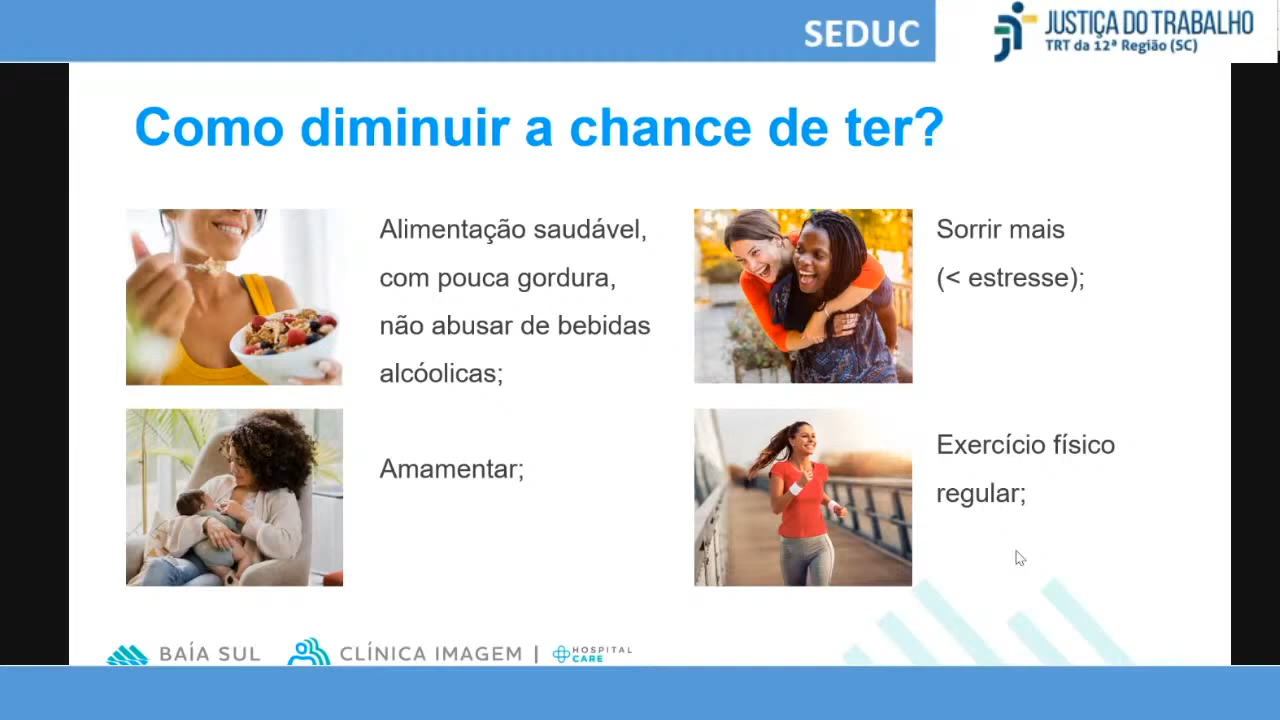 SEDUC
JUSTIÇA DO TRABALHO
TRT da 12ª Região (SC)
Como diminuir a chance de ter?
Alimentação saudável,
com pouca gordura,
não abusar de bebidas
alcóolicas;
Sorrir mais
(< estresse);
Amamentar;
Exercício físico
regular;
BAÍA SUL
CLÍNICA IMAGEM |
HOSPITAL
CARE